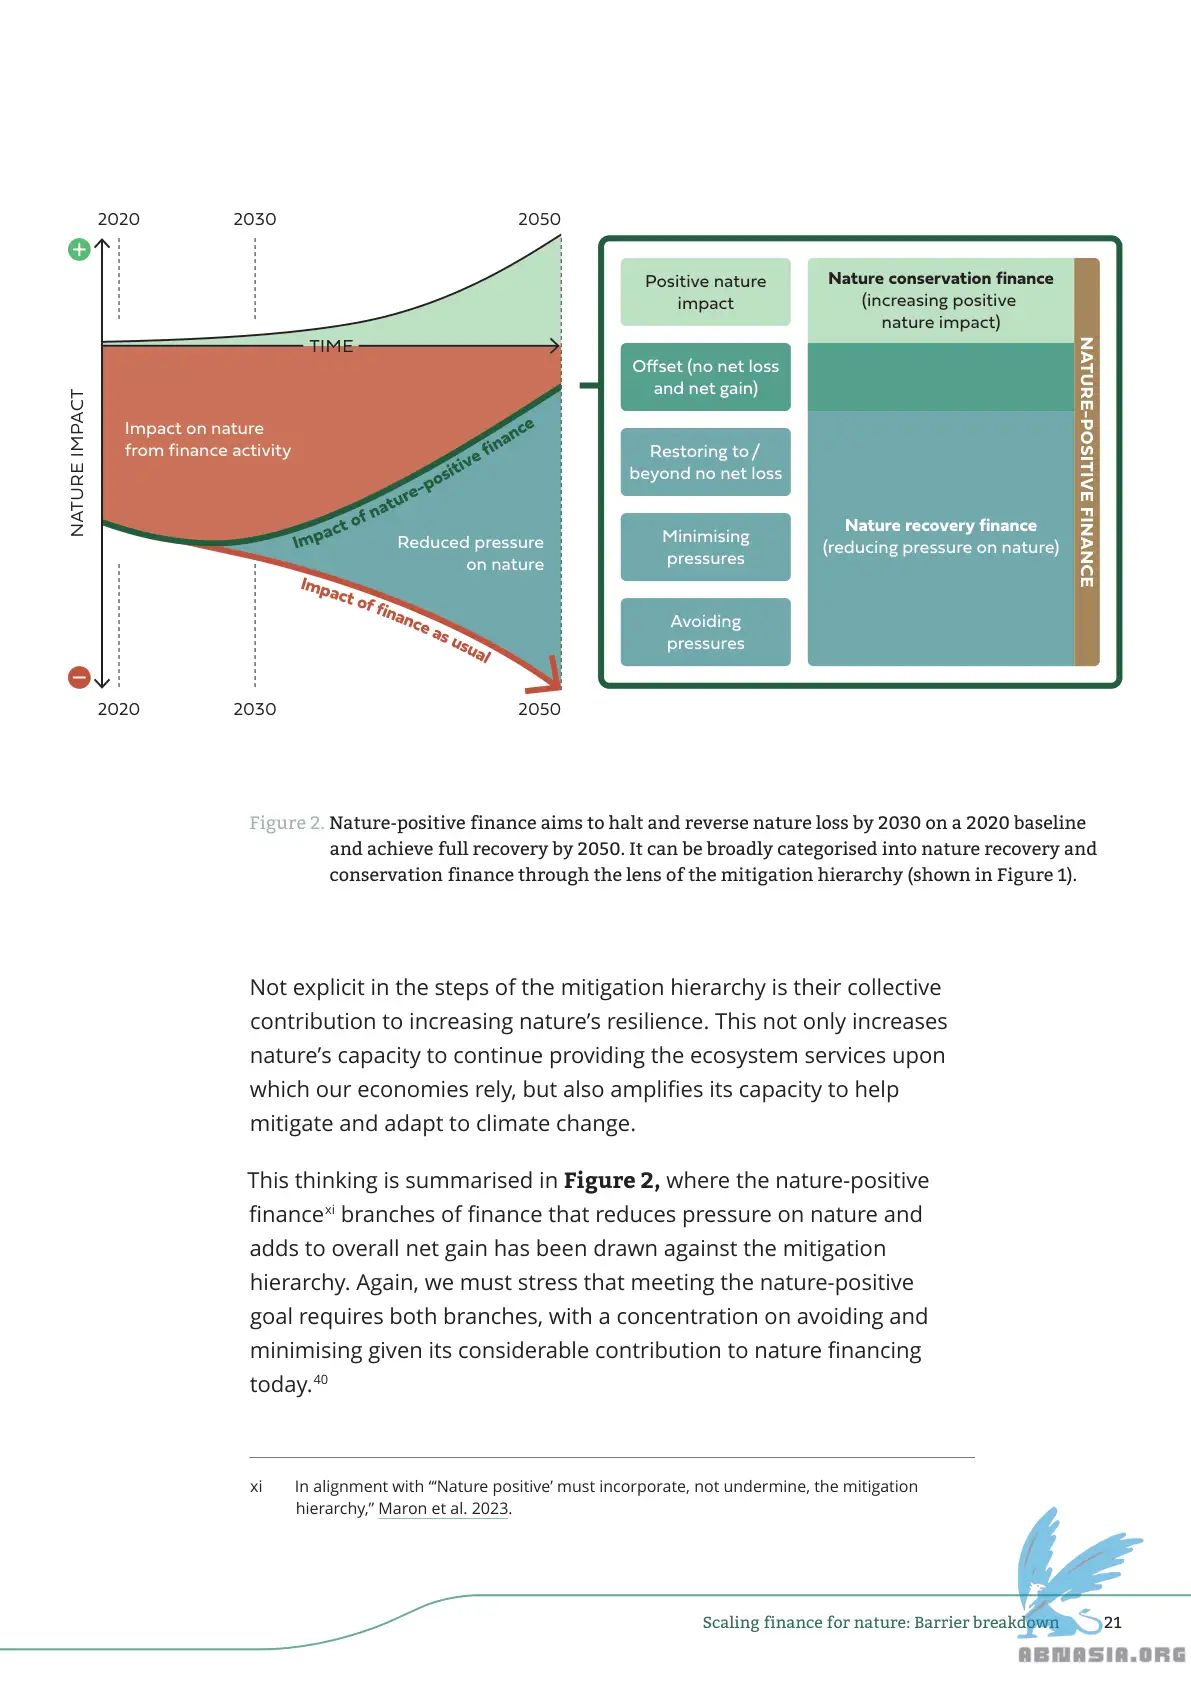 2020 2030 2050
+
TIME
NATURE IMPACT
Impact on nature
from finance activity
Impact of nature-positive finance
Reduced pressure
on nature
Impact of finance as usual
−
2020 2030 2050
Positive nature
impact
Offset (no net loss
and net gain)
Restoring to /
beyond no net loss
Minimising
pressures
Avoiding
pressures
Nature conservation finance
(increasing positive
nature impact)
Nature recovery finance
(reducing pressure on nature)
NATURE-POSITIVE FINANCE
Figure 2. Nature-positive finance aims to halt and reverse nature loss by 2030 on a 2020 baseline
and achieve full recovery by 2050. It can be broadly categorised into nature recovery and
conservation finance through the lens of the mitigation hierarchy (shown in Figure 1).
Not explicit in the steps of the mitigation hierarchy is their collective
contribution to increasing nature’s resilience. This not only increases
nature’s capacity to continue providing the ecosystem services upon
which our economies rely, but also amplifies its capacity to help
mitigate and adapt to climate change.
This thinking is summarised in Figure 2, where the nature-positive
finance xi branches of finance that reduces pressure on nature and
adds to overall net gain has been drawn against the mitigation
hierarchy. Again, we must stress that meeting the nature-positive
goal requires both branches, with a concentration on avoiding and
minimising given its considerable contribution to nature financing
today.40
xi In alignment with “‘Nature positive’ must incorporate, not undermine, the mitigation
hierarchy,” Maron et al. 2023.
Scaling finance for nature: Barrier breakdown 21
ABNASIA.ORG